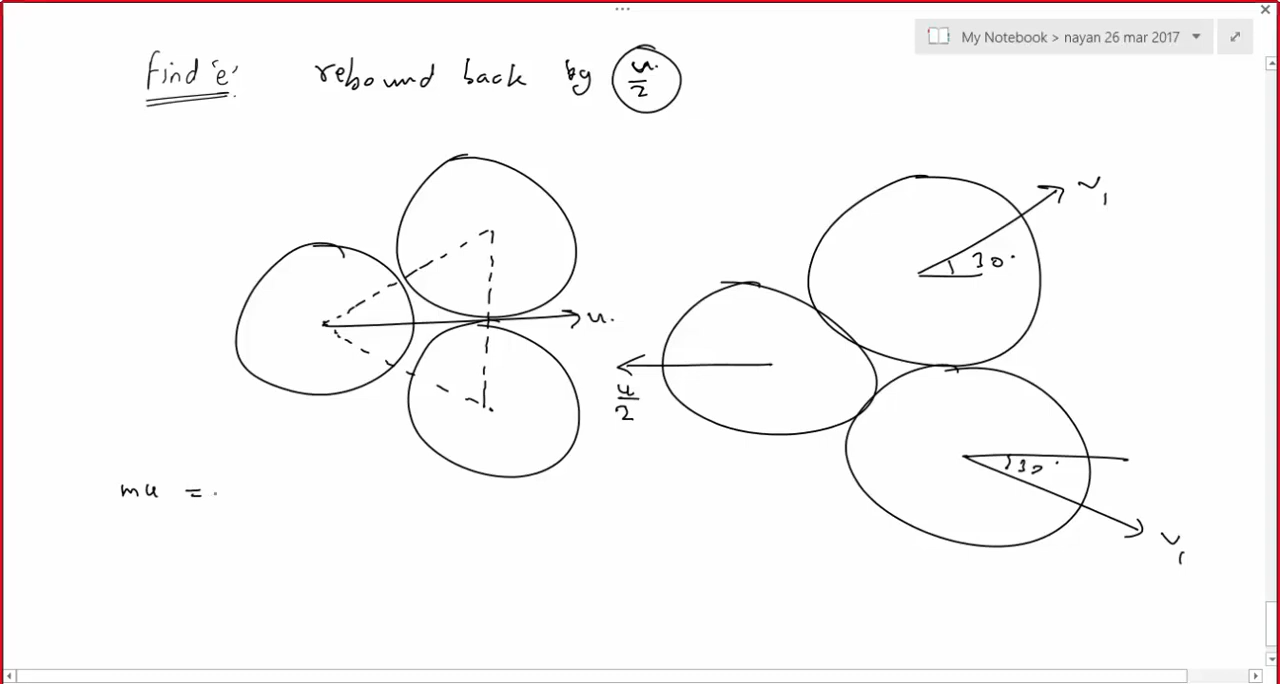 My Notebook > nayan 26 mar 2017
Find 'e' rebound back by u/2
v₁
30°
u.
u/2
30°
v₁
mu = .